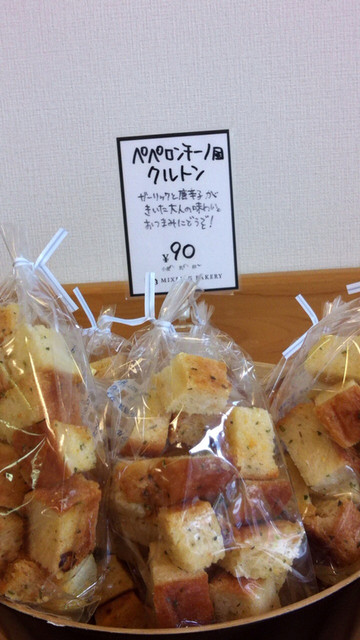 ペペロンチーノ風
クルトン
ガーリックと唐辛子が
きいた大人の味わい。
おつまみにどうぞ!
¥90
BAKERY